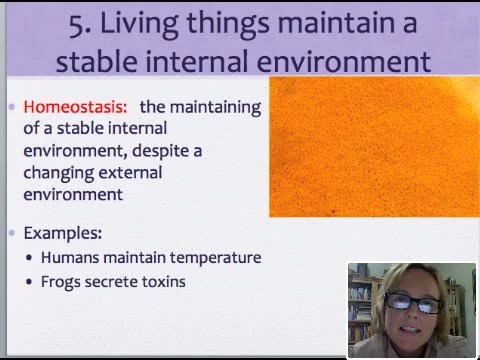 5. Living things maintain a
stable internal environment
Homeostasis: the maintaining
of a stable internal
environment, despite a
changing external
environment
Examples:
Humans maintain temperature
Frogs secrete toxins